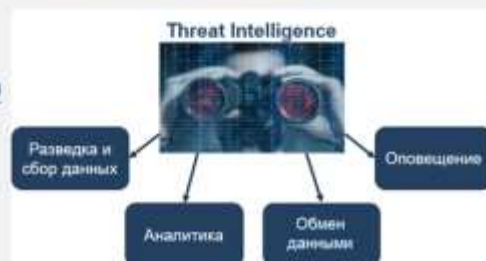 Threat Intelligence
Разведка и
сбор данных
Оповещение
Аналитика
Обмен
данными